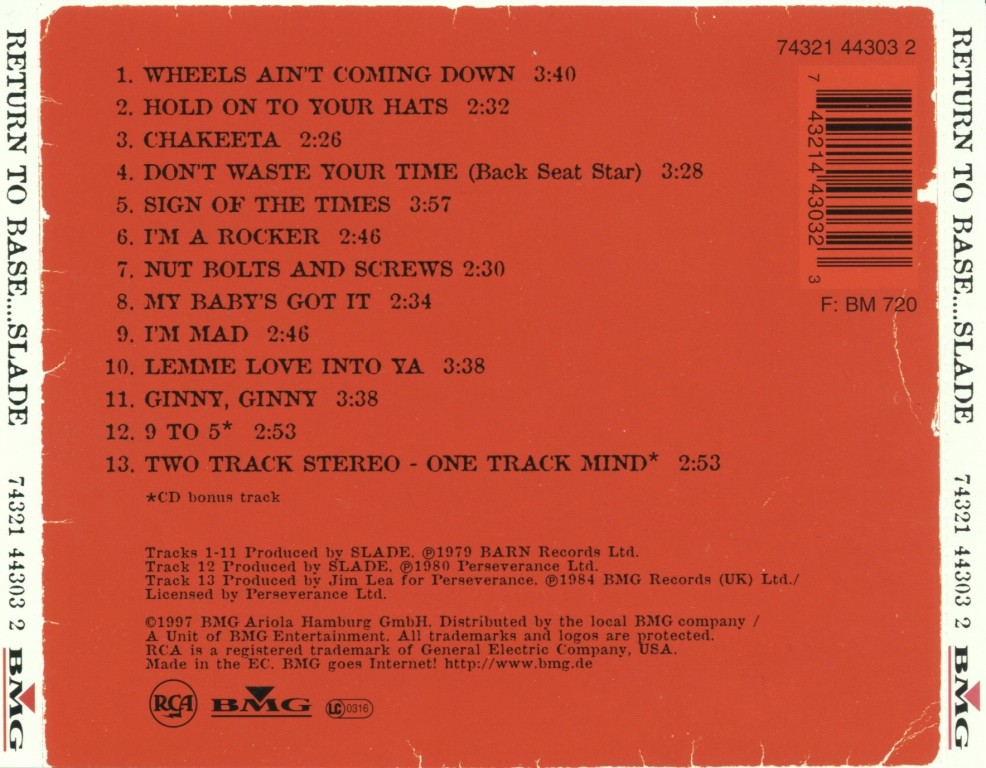 RETURN TO BASE.....SLADE 74321 44303 2 BMG
74321 44303 2
1. WHEELS AIN'T COMING DOWN 3:40
2. HOLD ON TO YOUR HATS 2:32
3. CHAKEETA 2:26
4. DON'T WASTE YOUR TIME (Back Seat Star) 3:28
5. SIGN OF THE TIMES 3:57
6. I'M A ROCKER 2:46
7. NUT BOLTS AND SCREWS 2:30
8. MY BABY'S GOT IT 2:34
9. I'M MAD 2:46
10. LEMME LOVE INTO YA 3:38
11. GINNY, GINNY 3:38
12. 9 TO 5* 2:53
13. TWO TRACK STEREO - ONE TRACK MIND* 2:53
*CD bonus track
7 43214 43032 3
F: BM 720
Tracks 1-11 Produced by SLADE. ℗1979 BARN Records Ltd.
Track 12 Produced by SLADE. ℗1980 Perseverance Ltd.
Track 13 Produced by Jim Lea for Perseverance. ℗1984 BMG Records (UK) Ltd./
Licensed by Perseverance Ltd.
©1997 BMG Ariola Hamburg GmbH. Distributed by the local BMG company /
A Unit of BMG Entertainment. All trademarks and logos are protected.
RCA is a registered trademark of General Electric Company, USA.
Made in the EC. BMG goes Internet! http://www.bmg.de
RCA BMG LC 0316
RETURN TO BASE.....SLADE 74321 44303 2 BMG